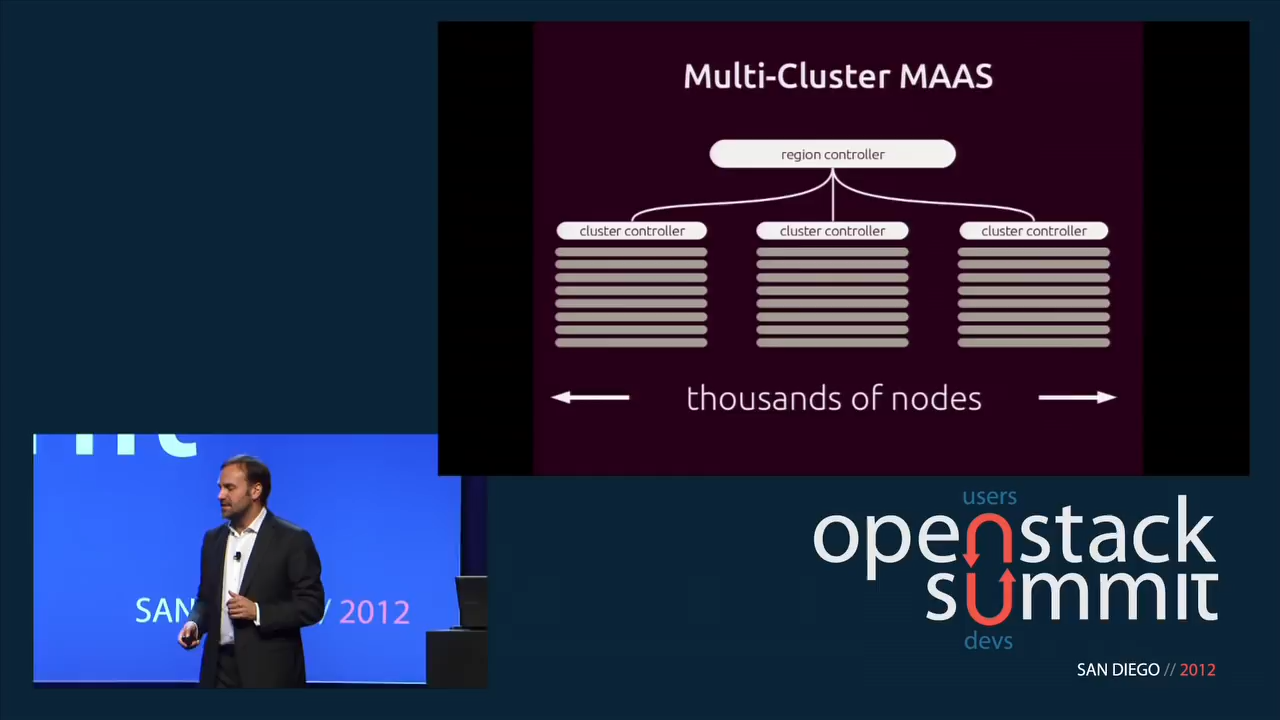 Multi-Cluster MAAS
region controller
cluster controller cluster controller cluster controller
thousands of nodes
SAN // 2012
users
openstack
summit
devs
SAN DIEGO // 2012